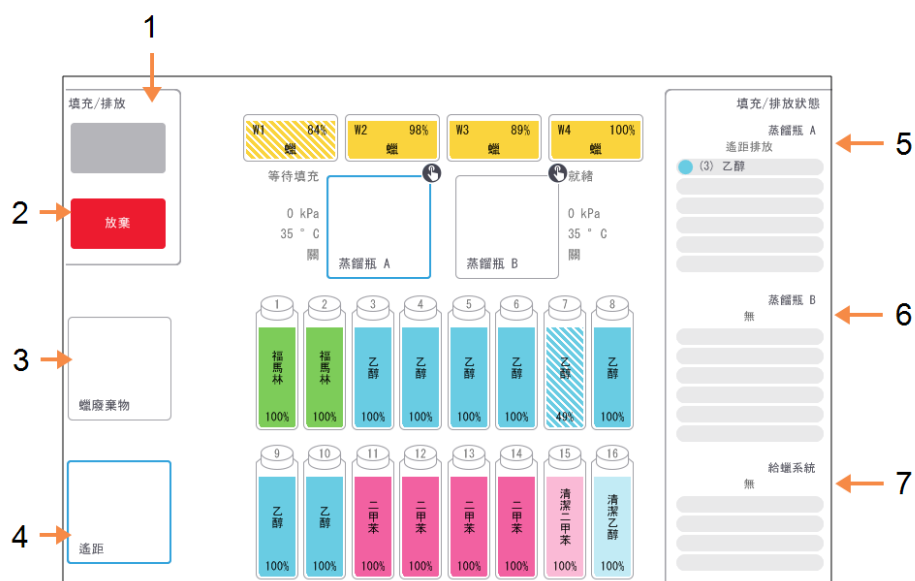 1
填充/排放
2
放棄
3
蠟廢棄物
4
遙距
W1 84%
蠟
W2 98%
蠟
W3 89%
蠟
W4 100%
蠟
等待填充
0 kPa
35 ° C
關
蒸餾瓶 A
就緒
0 kPa
35 ° C
關
蒸餾瓶 B
1
福馬林
100%
2
福馬林
100%
3
乙醇
100%
4
乙醇
100%
5
乙醇
100%
6
乙醇
100%
7
乙醇
49%
8
乙醇
100%
9
乙醇
100%
10
乙醇
100%
11
二甲苯
100%
12
二甲苯
100%
13
二甲苯
100%
14
二甲苯
100%
15
清潔二甲苯
100%
16
清潔乙醇
100%
填充/排放狀態
蒸餾瓶 A
遙距排放
(3) 乙醇
5
蒸餾瓶 B
無
6
給蠟系統
無
7